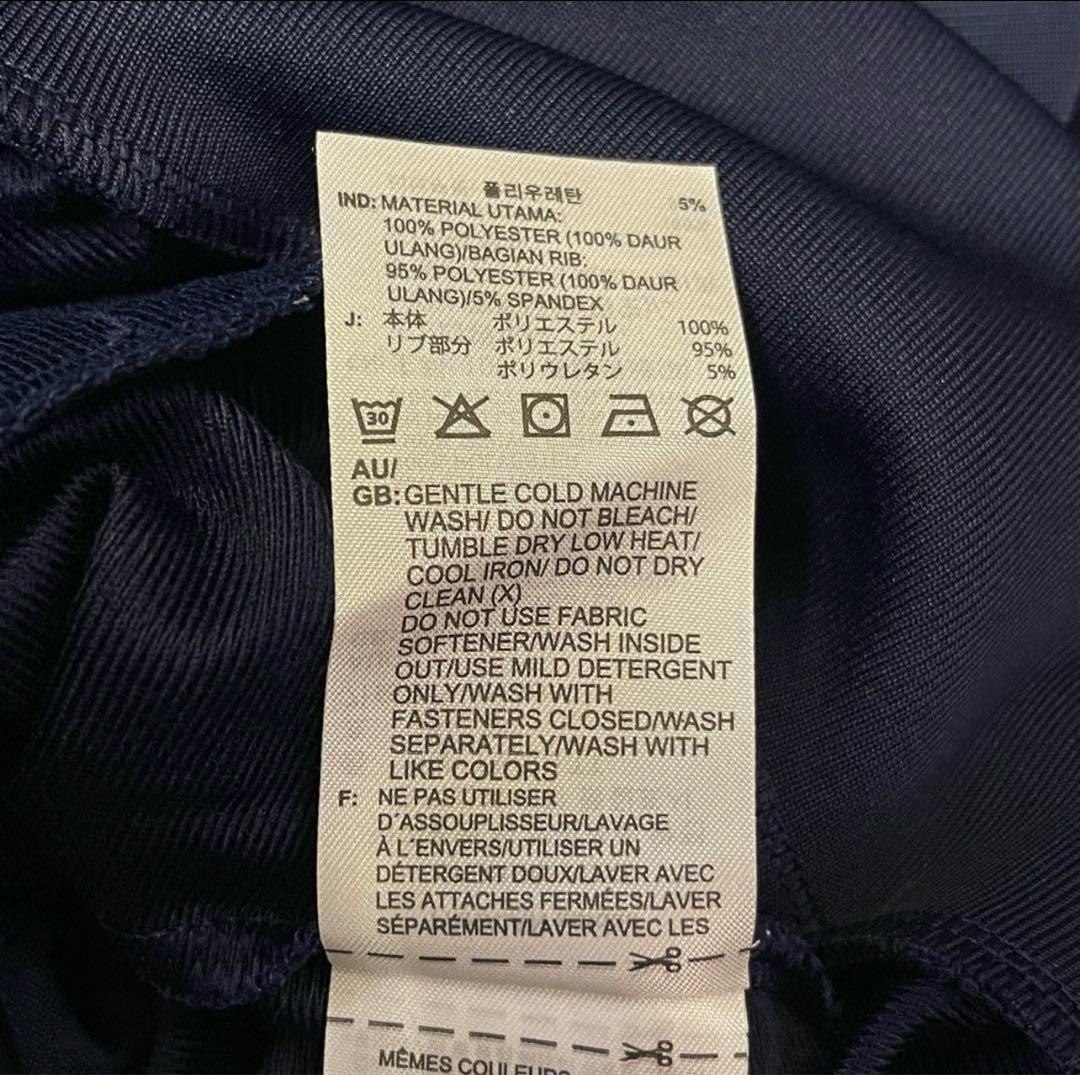 폴리우레탄 5%
IND: MATERIAL UTAMA:
100% POLYESTER (100% DAUR
ULANG)/BAGIAN RIB:
95% POLYESTER (100% DAUR
ULANG)/5% SPANDEX
J: 本体 ポリエステル 100%
リブ部分 ポリエステル 95%
ポリウレタン 5%
30
AU/
GB: GENTLE COLD MACHINE
WASH/ DO NOT BLEACH/
TUMBLE DRY LOW HEAT/
COOL IRON/ DO NOT DRY
CLEAN (X)
DO NOT USE FABRIC
SOFTENER/WASH INSIDE
OUT/USE MILD DETERGENT
ONLY/WASH WITH
FASTENERS CLOSED/WASH
SEPARATELY/WASH WITH
LIKE COLORS
F: NE PAS UTILISER
D´ASSOUPLISSEUR/LAVAGE
À L´ENVERS/UTILISER UN
DÉTERGENT DOUX/LAVER AVEC
LES ATTACHES FERMÉES/LAVER
SÉPARÉMENT/LAVER AVEC LES
MÊMES COULEURS